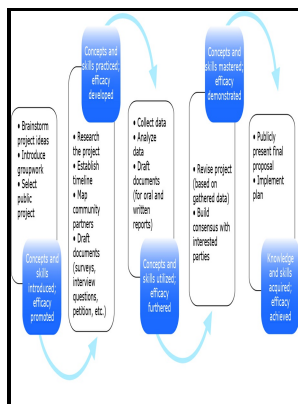 • Brainstorm
project ideas
• Introduce
groupwork
• Select
public
project
Concepts and
skills
introduced;
efficacy
promoted
Concepts and
skills practiced;
efficacy
developed
• Research
the project
• Establish
timeline
• Map
community
partners
• Draft
documents
(surveys,
interview
questions,
petition, etc.)
• Collect data
• Analyze
data
• Draft
documents
(for oral and
written
reports)
Concepts and
skills utilized;
efficacy
furthered
Concepts and
skills mastered;
efficacy
demonstrated
• Revise project
(based on
gathered data)
• Build
consensus with
interested
parties
• Publicly
present final
proposal
• Implement
plan
Knowledge and
skills
acquired;
efficacy
achieved